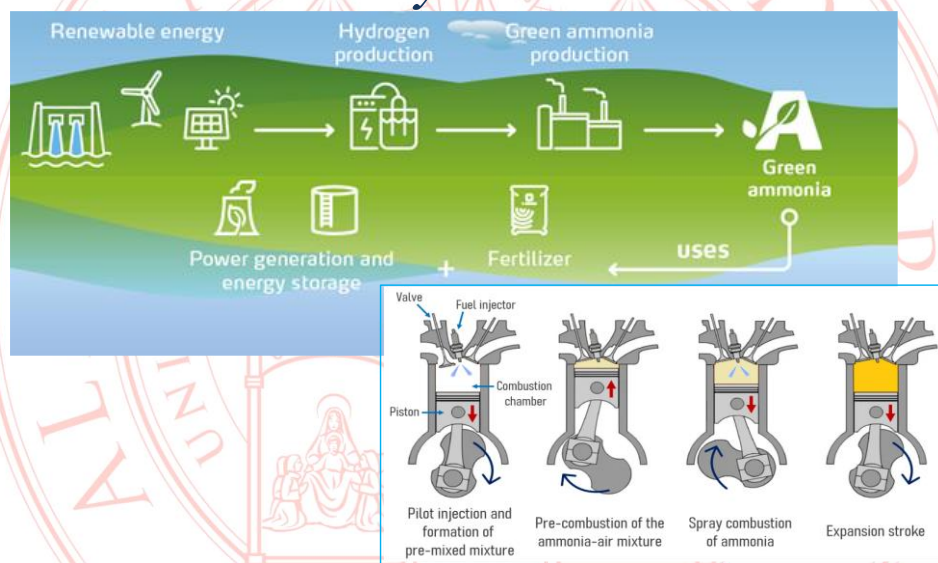 Renewable energy
Hydrogen
production
Green ammonia
production
Green
ammonia
uses
Power generation and
energy storage
+
Fertilizer
Valve
Fuel injector
Combustion
chamber
Piston
Pilot injection and
formation of
pre-mixed mixture
Pre-combustion of the
ammonia-air mixture
Spray combustion
of ammonia
Expansion stroke